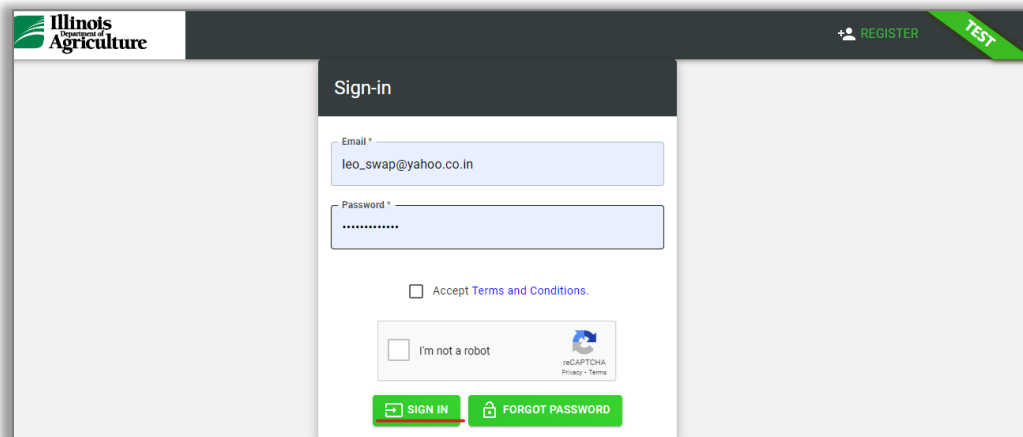 Illinois
Department of
Agriculture
REGISTER
TEST
Sign-in
Email *
leo_swap@yahoo.co.in
Password *
•••••••••••••
Accept Terms and Conditions.
I'm not a robot
reCAPTCHA
Privacy - Terms
SIGN IN
FORGOT PASSWORD